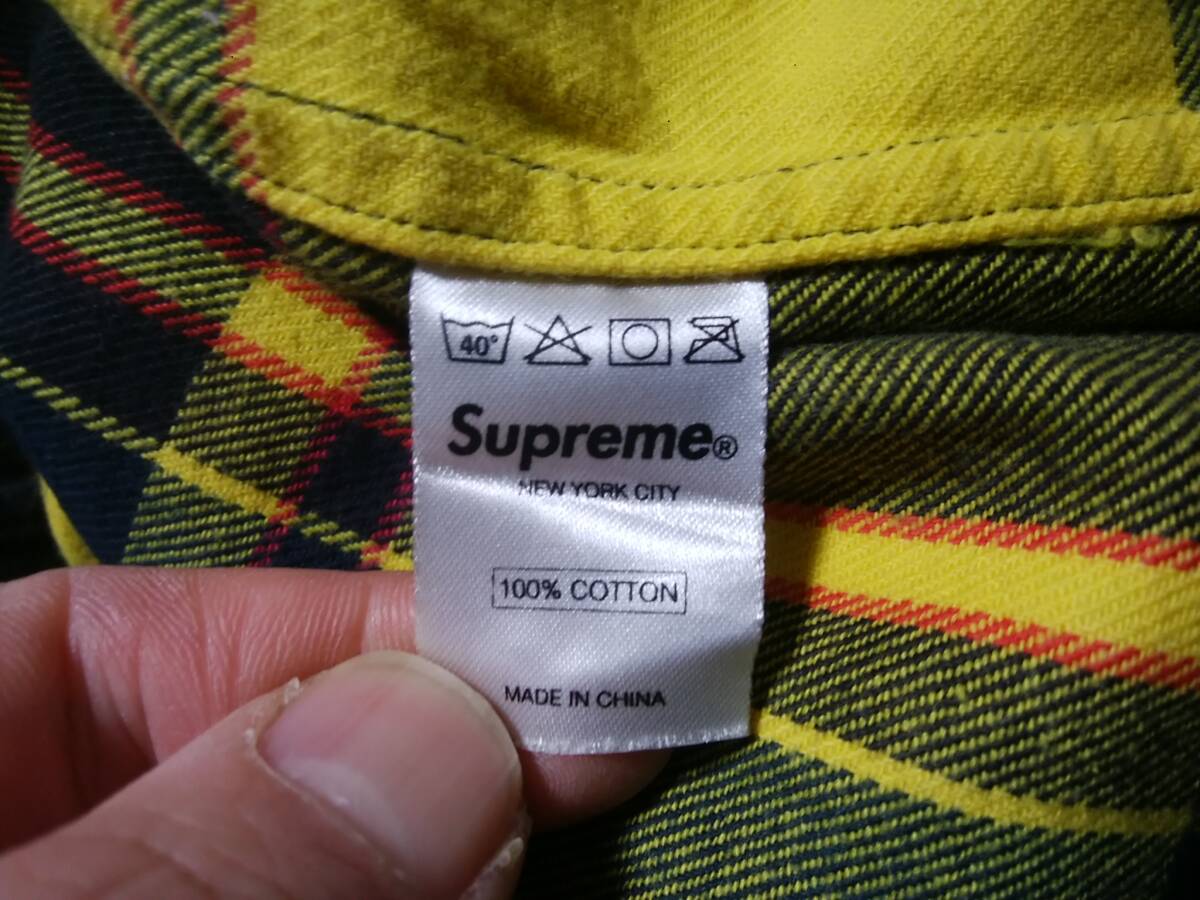 40°
Supreme®
NEW YORK CITY
100% COTTON
MADE IN CHINA